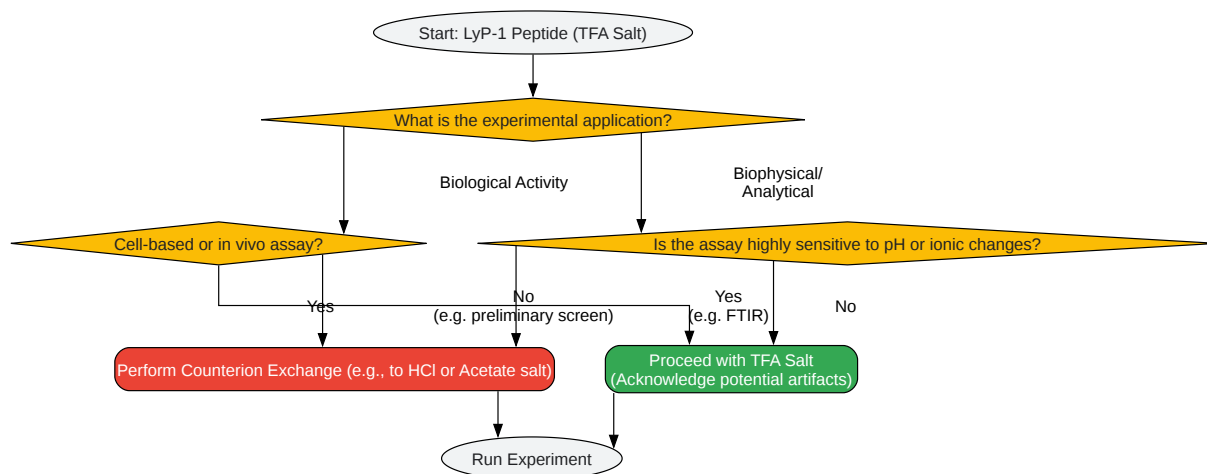 Start: LyP-1 Peptide (TFA Salt)
What is the experimental application?
Biological Activity
Biophysical/
Analytical
Cell-based or in vivo assay?
Is the assay highly sensitive to pH or ionic changes?
Yes
No
(e.g. preliminary screen)
Yes
(e.g. FTIR)
No
Perform Counterion Exchange (e.g., to HCl or Acetate salt)
Proceed with TFA Salt
(Acknowledge potential artifacts)
Run Experiment